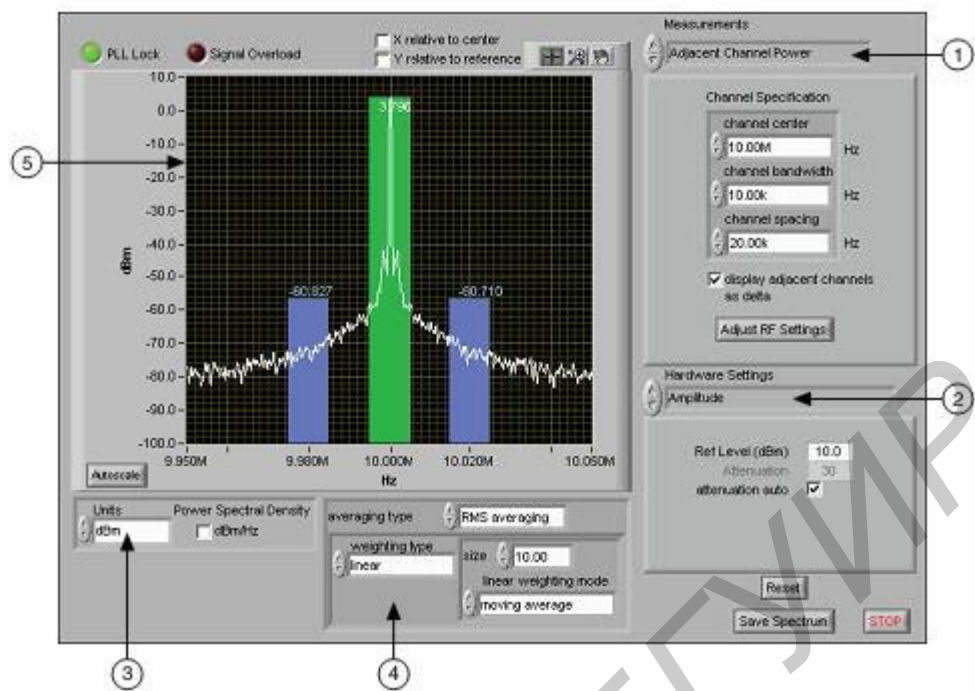 Measurements
X relative to center
PLL Lock
Signal Overload
Y relative to reference
Adjacent Channel Power
1
10.0
0.0
-10.0
-20.0
-30.0
-40.0
-50.0
-60.0
-70.0
-80.0
-90.0
-100.0
dBm
5
3.796
-60.827
-60.710
9.950M
9.980M
10.000M
10.020M
10.050M
Hz
Autoscale
Channel Specification
channel center
10.00M Hz
channel bandwidth
10.00k Hz
channel spacing
20.00k Hz
display adjacent channels
as delta
Adjust RF Settings
Hardware Settings
Amplitude
2
Ref Level (dBm) 10.0
Attenuation 30
attenuation auto
Units
dBm
Power Spectral Density
dBm/Hz
averaging type RMS averaging
weighting type
linear
size 10.00
linear weighting mode
moving average
Reset
Save Spectrum
STOP
3
4
БГУИР